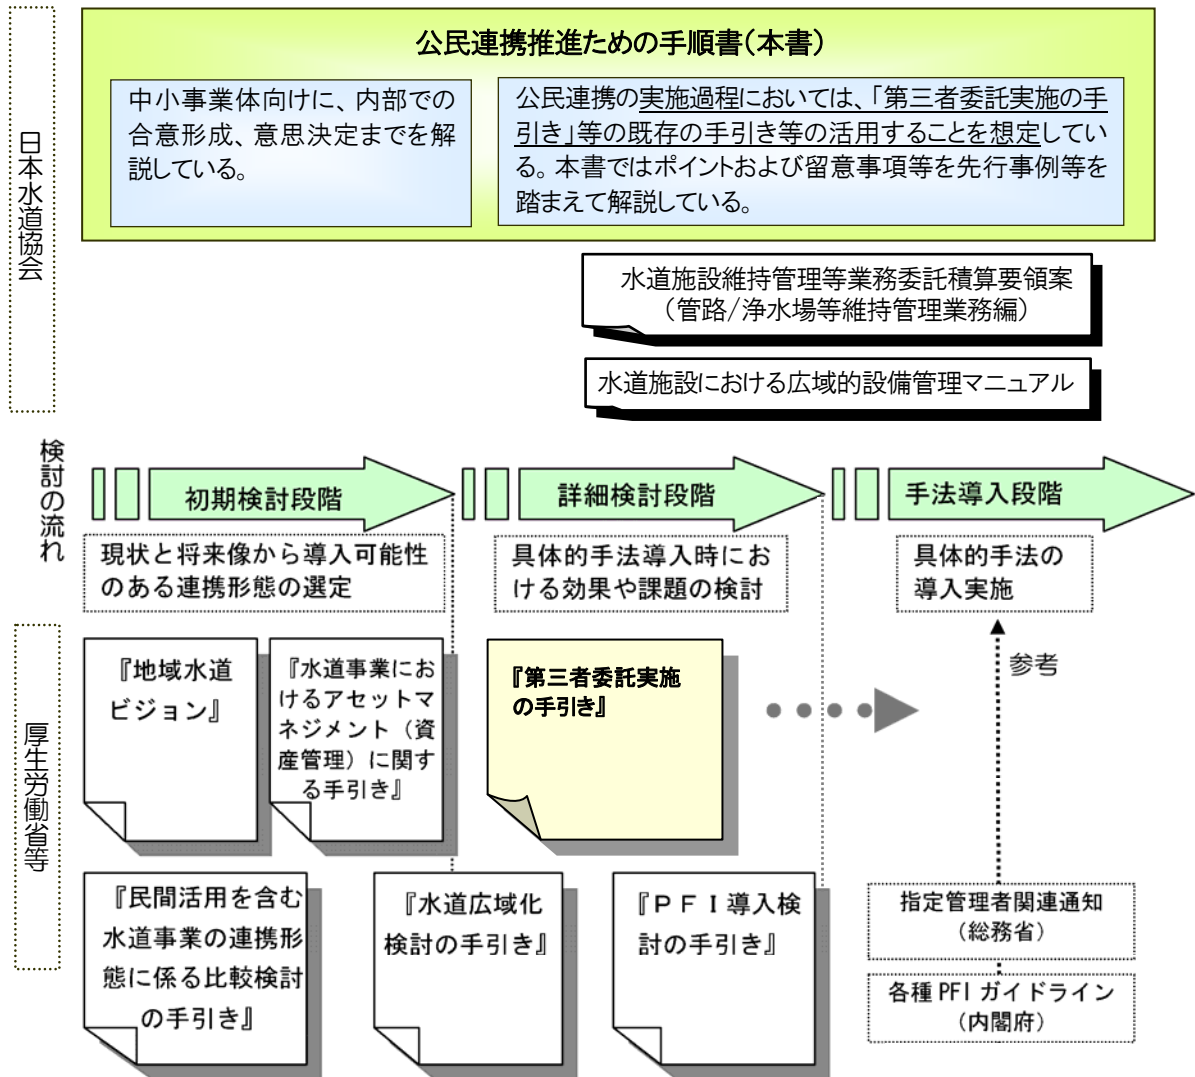 公民連携推進ための手順書(本書)
中小事業体向けに、内部での
合意形成、意思決定までを解
説している。
公民連携の実施過程においては、「第三者委託実施の手
引き」等の既存の手引き等の活用することを想定してい
る。本書ではポイントおよび留意事項等を先行事例等を
踏まえて解説している。
日本水道協会
水道施設維持管理等業務委託積算要領案
(管路/浄水場等維持管理業務編)
水道施設における広域的設備管理マニュアル
検討の流れ
初期検討段階
詳細検討段階
手法導入段階
現状と将来像から導入可能性
のある連携形態の選定
具体的手法導入時にお
ける効果や課題の検討
具体的手法の
導入実施
厚生労働省等
『地域水道
ビジョン』
『水道事業にお
けるアセットマ
ネジメント(資
産管理)に関す
る手引き』
『第三者委託実施
の手引き』
参考
『民間活用を含む
水道事業の連携形
態に係る比較検討
の手引き』
『水道広域化
検討の手引き』
『PFI導入検
討の手引き』
指定管理者関連通知
(総務省)
各種 PFI ガイドライン
(内閣府)